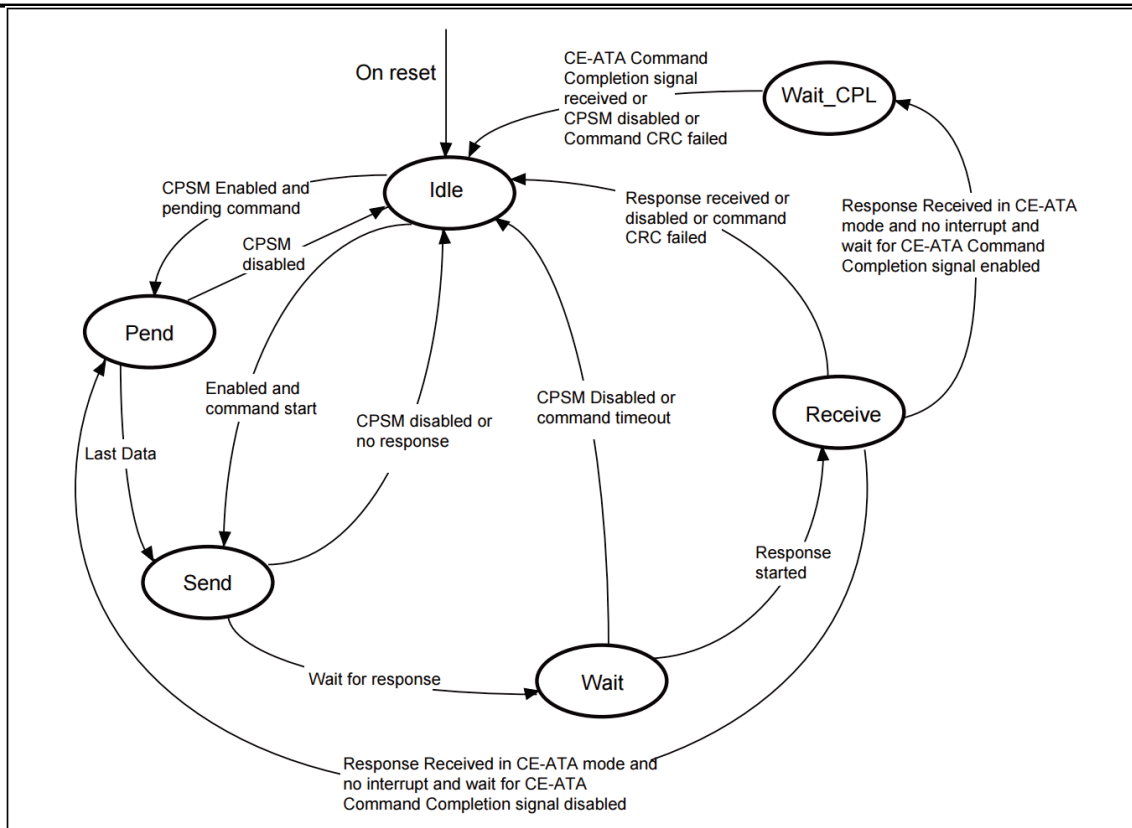 On reset
CE-ATA Command
Completion signal
received or
CPSM disabled or
Command CRC failed
Wait_CPL
Idle
CPSM Enabled and
pending command
CPSM
disabled
Response received or
disabled or command
CRC failed
Response Received in CE-ATA
mode and no interrupt and
wait for CE-ATA Command
Completion signal enabled
Pend
Enabled and
command start
CPSM disabled or
no response
CPSM Disabled or
command timeout
Receive
Last Data
Send
Response
started
Wait for response
Wait
Response Received in CE-ATA mode and
no interrupt and wait for CE-ATA
Command Completion signal disabled